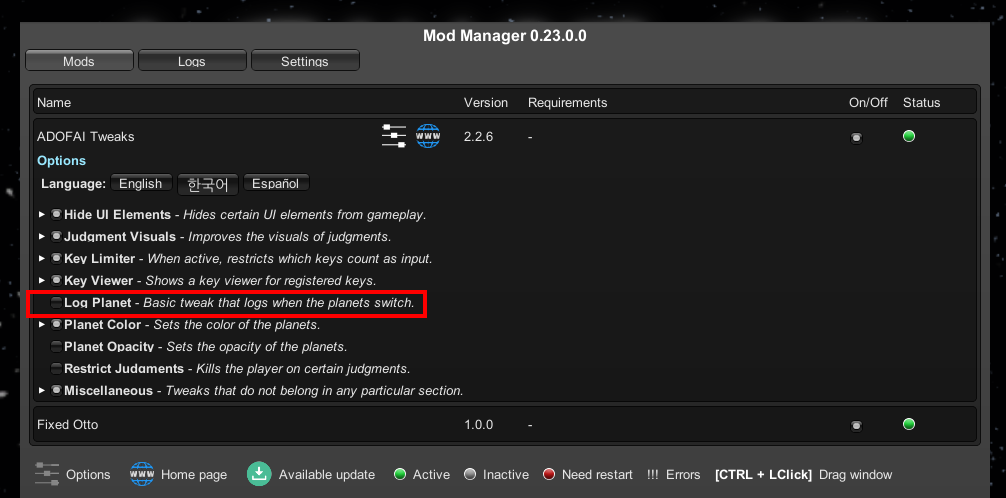 Mod Manager 0.23.0.0
Mods Logs Settings
Name Version Requirements On/Off Status
ADOFAI Tweaks WWW 2.2.6 -
Options
Language: English 한국어 Español
Hide UI Elements - Hides certain UI elements from gameplay.
Judgment Visuals - Improves the visuals of judgments.
Key Limiter - When active, restricts which keys count as input.
Key Viewer - Shows a key viewer for registered keys.
Log Planet - Basic tweak that logs when the planets switch.
Planet Color - Sets the color of the planets.
Planet Opacity - Sets the opacity of the planets.
Restrict Judgments - Kills the player on certain judgments.
Miscellaneous - Tweaks that do not belong in any particular section.
Fixed Otto 1.0.0 -
Options WWW Home page Available update Active Inactive Need restart !!! Errors [CTRL + LClick] Drag window